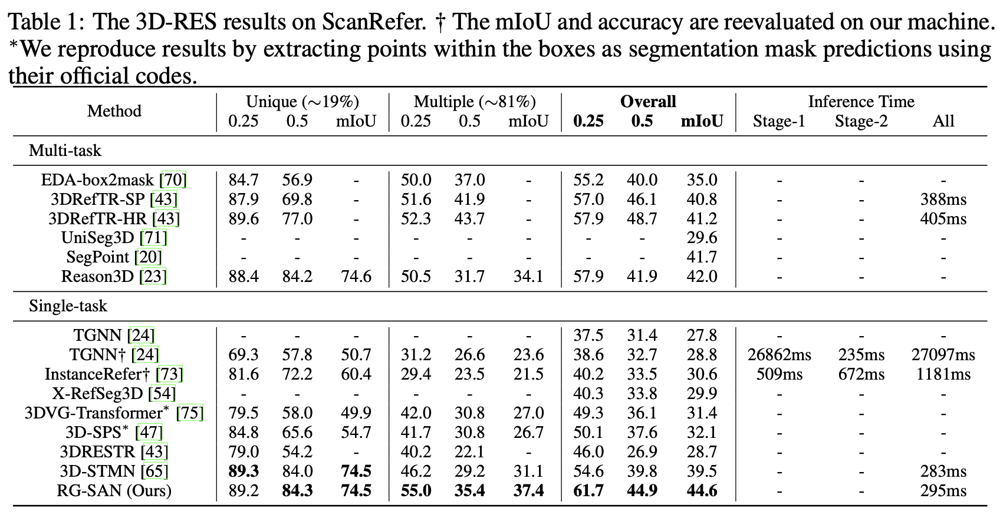 Table 1: The 3D-RES results on ScanRefer. † The mIoU and accuracy are reevaluated on our machine.
*We reproduce results by extracting points within the boxes as segmentation mask predictions using
their official codes.
Method Unique (∼19%) Multiple (∼81%) Overall Inference Time
0.25 0.5 mIoU 0.25 0.5 mIoU 0.25 0.5 mIoU Stage-1 Stage-2 All
Multi-task
EDA-box2mask [70] 84.7 56.9 - 50.0 37.0 - 55.2 40.0 35.0 - - -
3DRefTR-SP [43] 87.9 69.8 - 51.6 41.9 - 57.0 46.1 40.8 - - 388ms
3DRefTR-HR [43] 89.6 77.0 - 52.3 43.7 - 57.9 48.7 41.2 - - 405ms
UniSeg3D [71] - - - - - - - - 29.6 - - -
SegPoint [20] - - - - - - - - 41.7 - - -
Reason3D [23] 88.4 84.2 74.6 50.5 31.7 34.1 57.9 41.9 42.0 - - -
Single-task
TGNN [24] - - - - - - 37.5 31.4 27.8 - - -
TGNN† [24] 69.3 57.8 50.7 31.2 26.6 23.6 38.6 32.7 28.8 26862ms 235ms 27097ms
InstanceRefer† [73] 81.6 72.2 60.4 29.4 23.5 21.5 40.2 33.5 30.6 509ms 672ms 1181ms
X-RefSeg3D [54] - - - - - - 40.3 33.8 29.9 - - -
3DVG-Transformer* [75] 79.5 58.0 49.9 42.0 30.8 27.0 49.3 36.1 31.4 - - -
3D-SPS* [47] 84.8 65.6 54.7 41.7 30.8 26.7 50.1 37.6 32.1 - - -
3DRESTR [43] 79.0 54.2 - 40.2 22.1 - 46.0 26.9 28.7 - - -
3D-STMN [65] 89.3 84.0 74.5 46.2 29.2 31.1 54.6 39.8 39.5 - - 283ms
RG-SAN (Ours) 89.2 84.3 74.5 55.0 35.4 37.4 61.7 44.9 44.6 - - 295ms